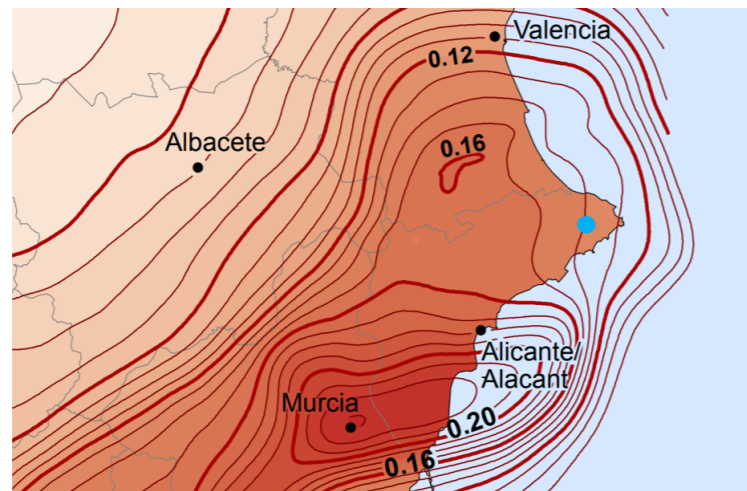 Valencia
0.12
Albacete
0.16
Alicante/
Alacant
Murcia
0.20
0.16